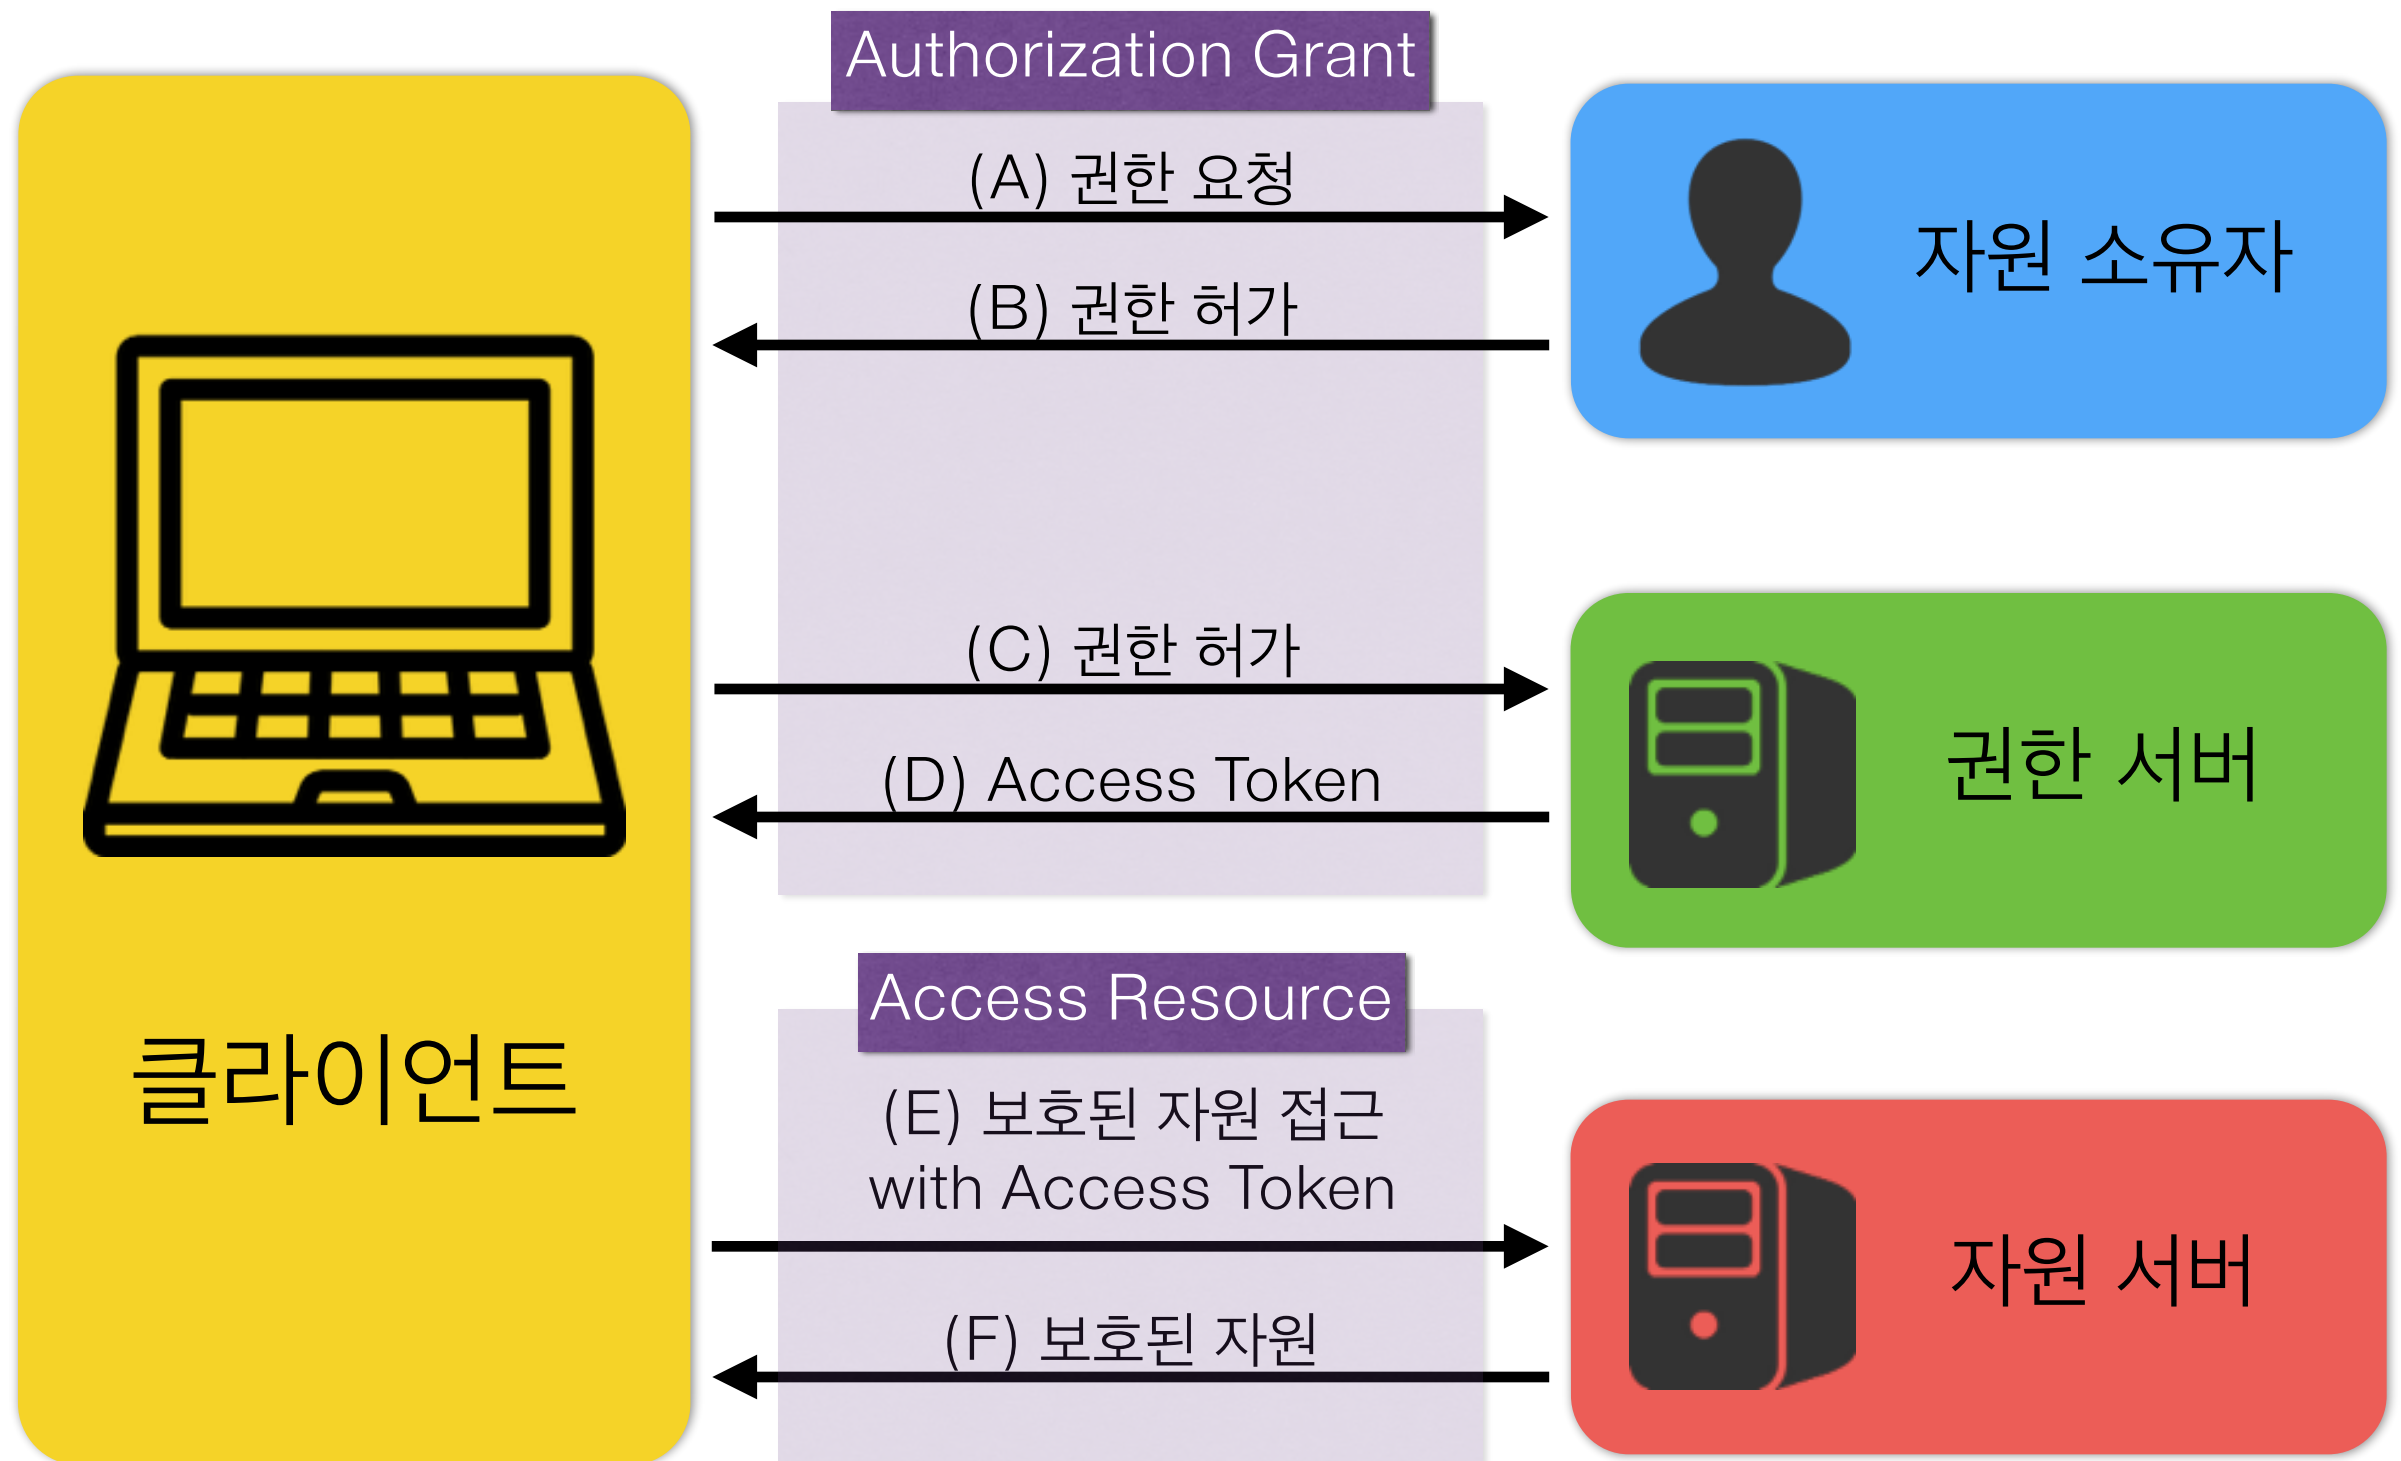 Authorization Grant
(A) 권한 요청
자원 소유자
(B) 권한 허가
(C) 권한 허가
권한 서버
(D) Access Token
Access Resource
클라이언트
(E) 보호된 자원 접근
with Access Token
자원 서버
(F) 보호된 자원